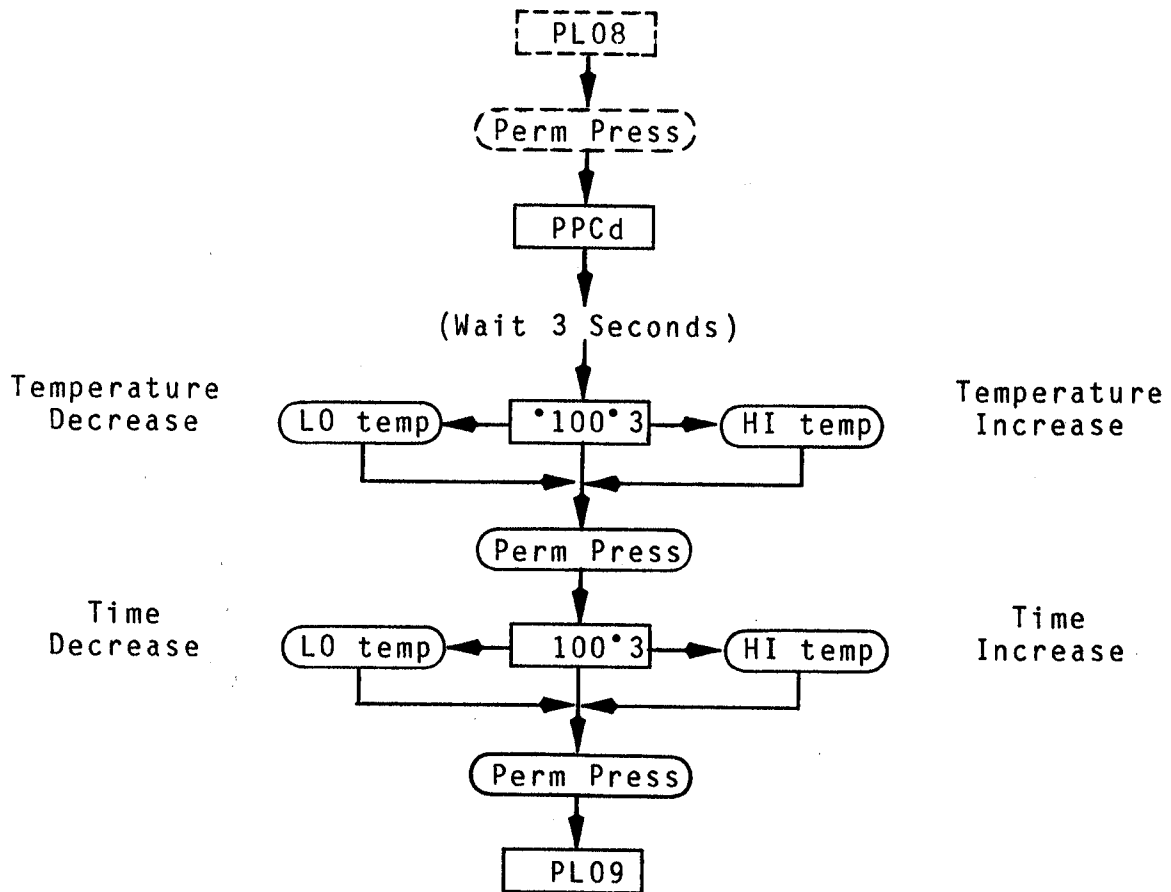 PL08
Perm Press
PPCd
(Wait 3 Seconds)
Temperature
Decrease
LO temp
•100•3
HI temp
Temperature
Increase
Perm Press
Time
Decrease
LO temp
100•3
HI temp
Time
Increase
Perm Press
PL09